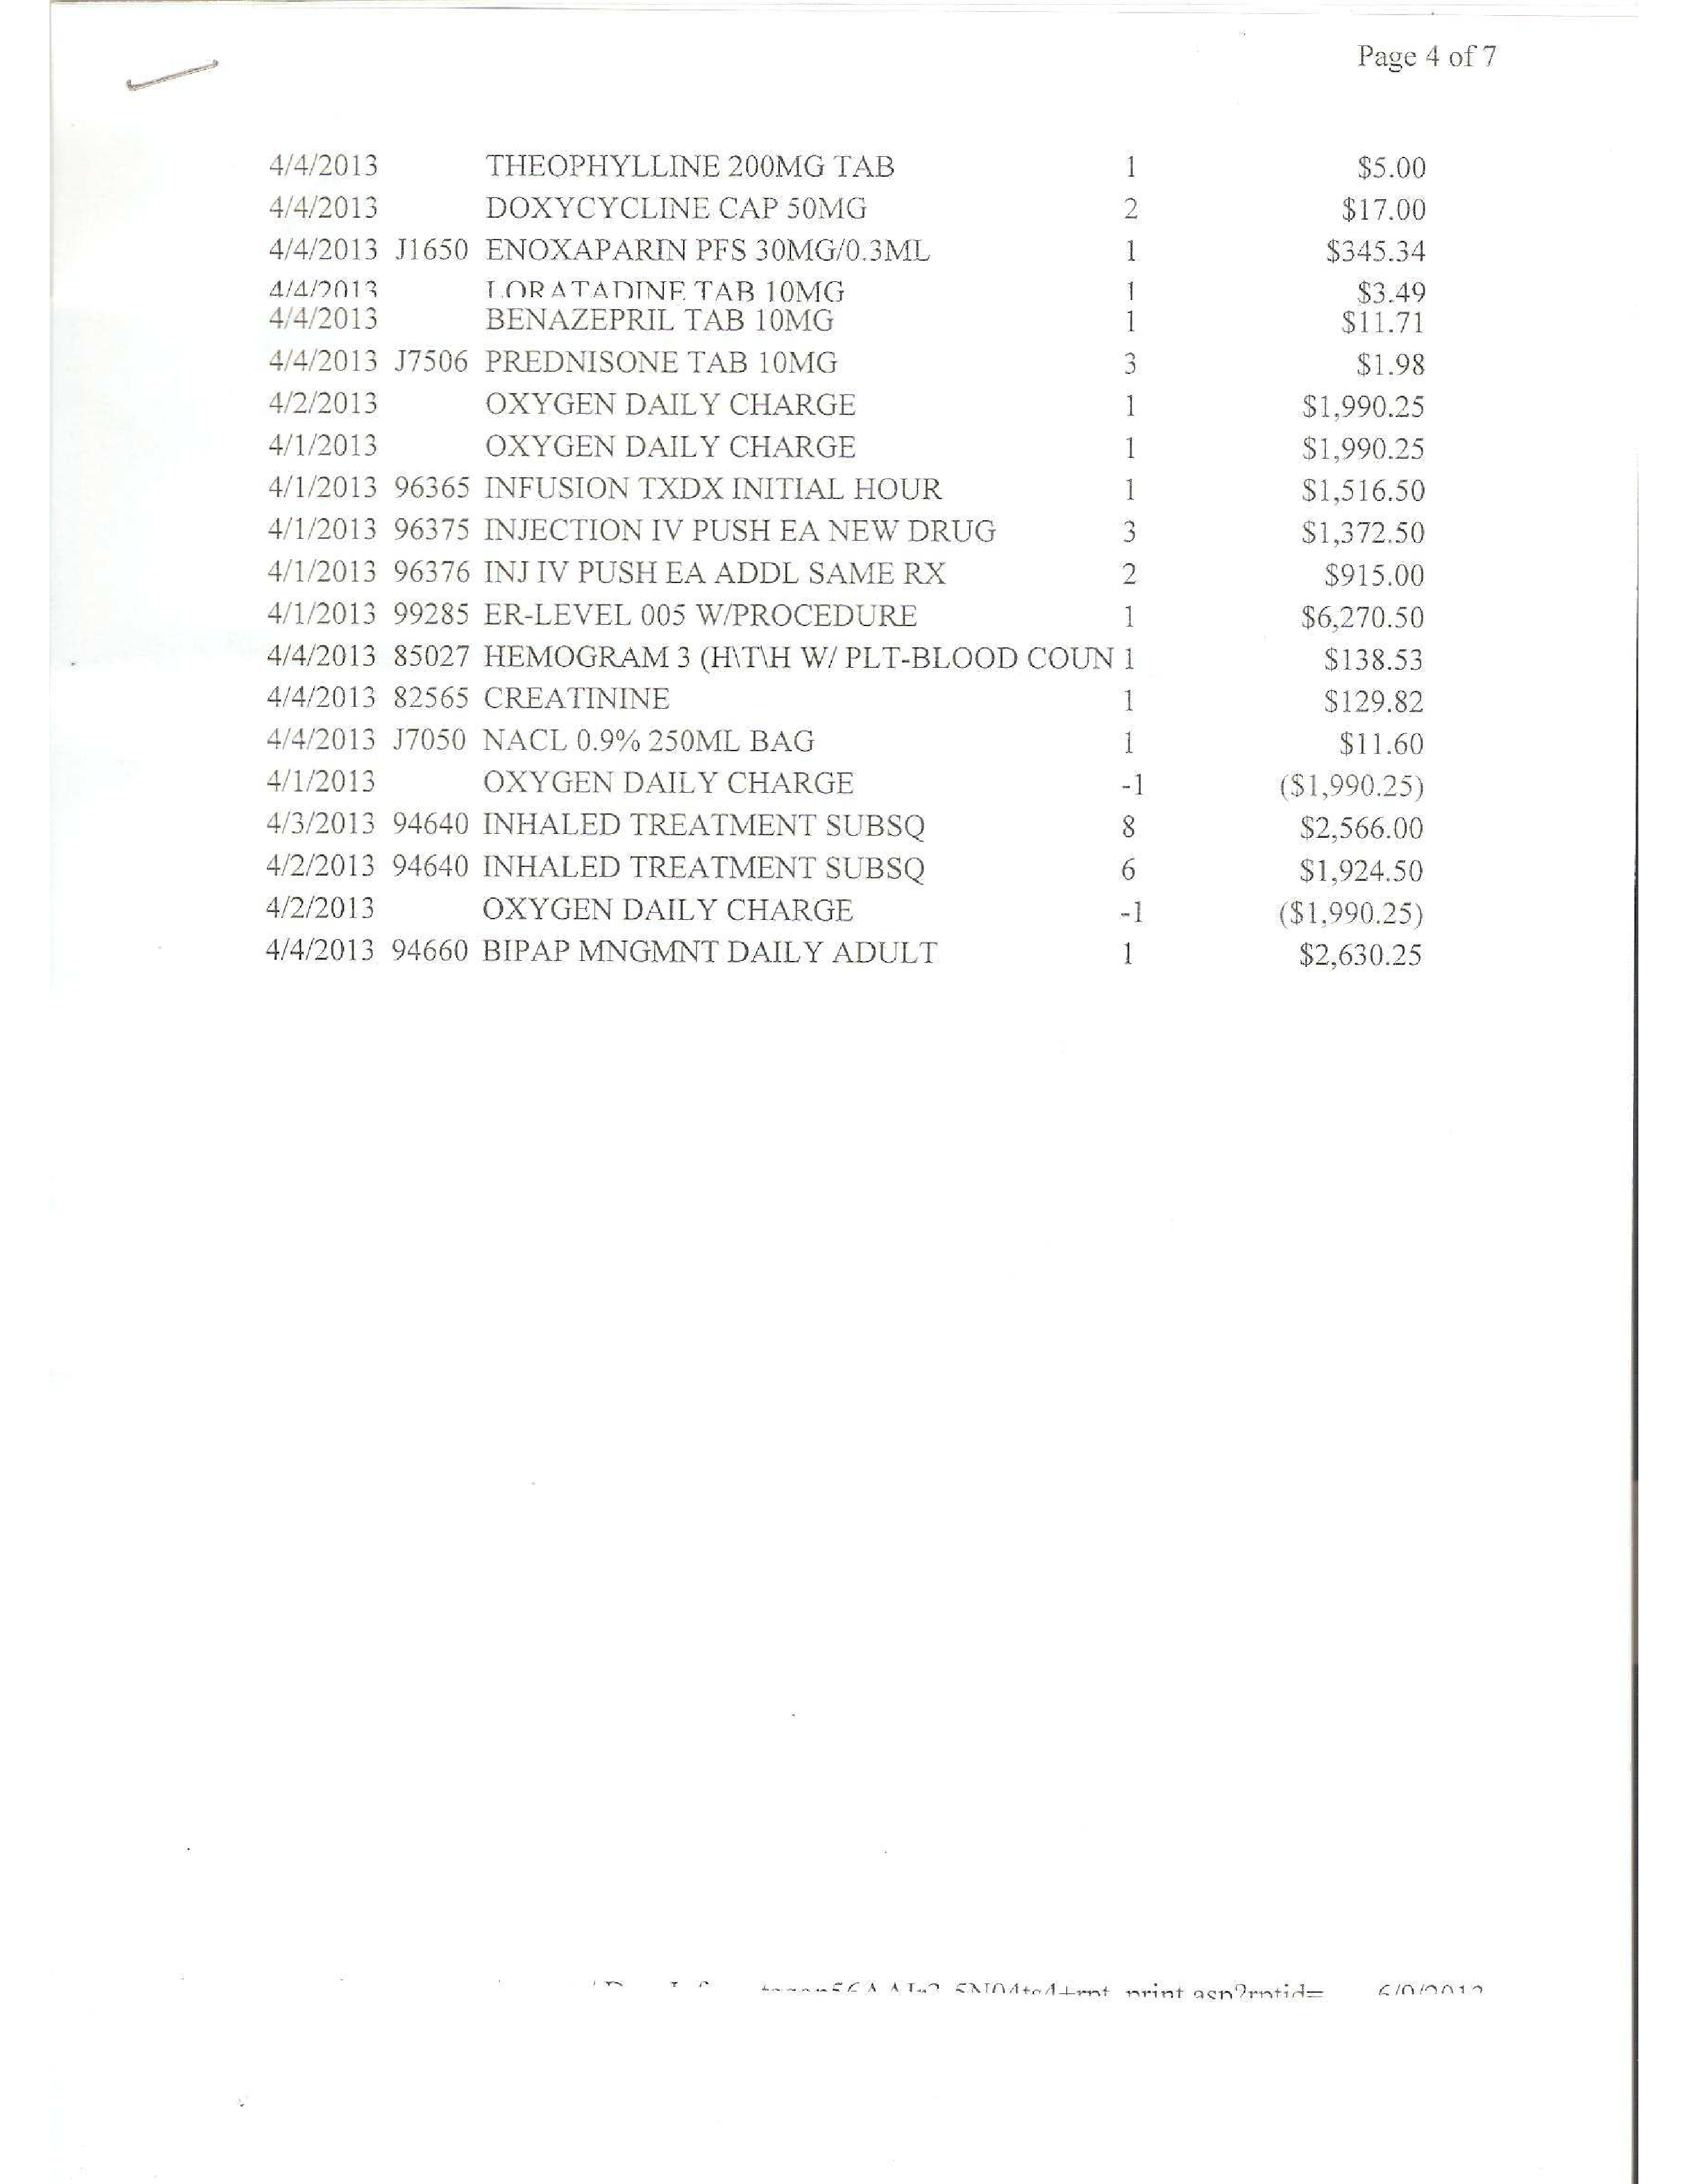 Page 4 of 7
4/4/2013 THEOPHYLLINE 200MG TAB 1 $5.00
4/4/2013 DOXYCYCLINE CAP 50MG 2 $17.00
4/4/2013 J1650 ENOXAPARIN PFS 30MG/0.3ML 1 $345.34
4/4/2013 LORATADINE TAB 10MG 1 $3.49
4/4/2013 BENAZEPRIL TAB 10MG 1 $11.71
4/4/2013 J7506 PREDNISONE TAB 10MG 3 $1.98
4/2/2013 OXYGEN DAILY CHARGE 1 $1,990.25
4/1/2013 OXYGEN DAILY CHARGE 1 $1,990.25
4/1/2013 96365 INFUSION TXDX INITIAL HOUR 1 $1,516.50
4/1/2013 96375 INJECTION IV PUSH EA NEW DRUG 3 $1,372.50
4/1/2013 96376 INJ IV PUSH EA ADDL SAME RX 2 $915.00
4/1/2013 99285 ER-LEVEL 005 W/PROCEDURE 1 $6,270.50
4/4/2013 85027 HEMOGRAM 3 (H\T\H W/ PLT-BLOOD COUN 1 $138.53
4/4/2013 82565 CREATININE 1 $129.82
4/4/2013 J7050 NACL 0.9% 250ML BAG 1 $11.60
4/1/2013 OXYGEN DAILY CHARGE -1 ($1,990.25)
4/3/2013 94640 INHALED TREATMENT SUBSQ 8 $2,566.00
4/2/2013 94640 INHALED TREATMENT SUBSQ 6 $1,924.50
4/2/2013 OXYGEN DAILY CHARGE -1 ($1,990.25)
4/4/2013 94660 BIPAP MNGMNT DAILY ADULT 1 $2,630.25